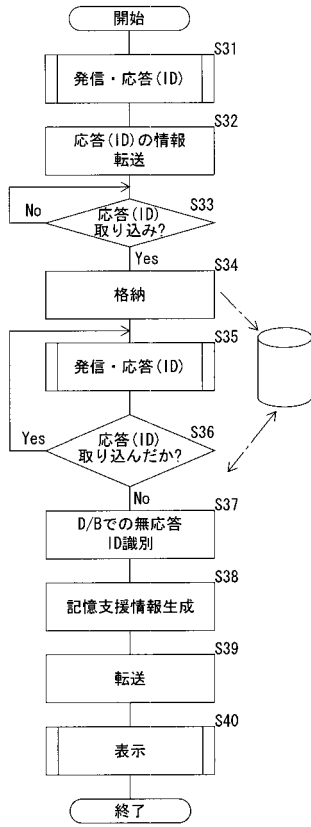 開始
S31
発信・応答(ID)
S32
応答(ID)の情報
転送
S33
No
応答(ID)
取り込み?
Yes
S34
格納
S35
発信・応答(ID)
S36
Yes
応答(ID)
取り込んだか?
No
S37
D/Bでの無応答
ID識別
S38
記憶支援情報生成
S39
転送
S40
表示
終了